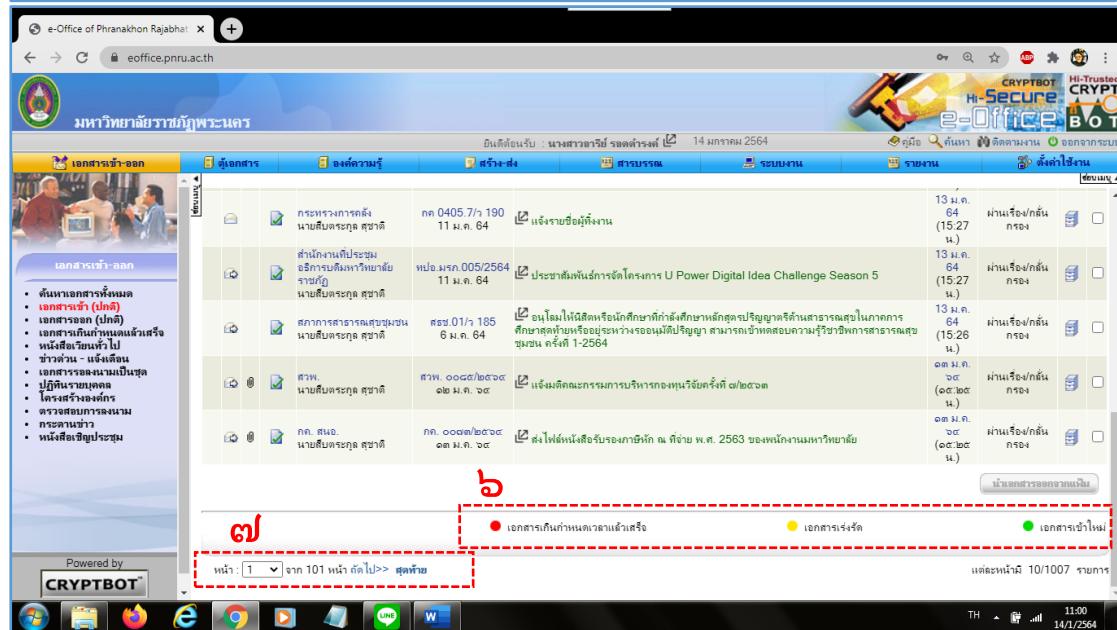 e-Office of Phranakhon Rajabhat
eoffice.pnru.ac.th
ABP
มหาวิทยาลัยราชภัฏพระนคร
CRYPTBOT
Hi-Secure
e-Office
Hi-Trusted
CRYPT
BOT
ยินดีต้อนรับ : นางสาวอารีย์ รอดดำรงค์ 14 มกราคม 2564 คู่มือ ค้นหา ติดตามงาน ออกจากระบบ
เอกสารเข้า-ออก ตู้เอกสาร องค์ความรู้ สร้าง-ส่ง สารบรรณ ระบบงาน รายงาน ตั้งค่าใช้งาน
ซ่อนเมนู
ซ่อนเมนู
เอกสารเข้า-ออก
ค้นหาเอกสารทั้งหมด
เอกสารเข้า (ปกติ)
เอกสารออก (ปกติ)
เอกสารเกินกำหนดแล้วเสร็จ
หนังสือเวียนทั่วไป
ข่าวด่วน - แจ้งเตือน
เอกสารรอลงนามเป็นชุด
ปฏิทินรายบุคคล
โครงสร้างองค์กร
ตรวจสอบการลงนาม
กระดานข่าว
หนังสือเชิญประชุม
Powered by
CRYPTBOT
กระทรวงการคลัง
นายสืบตระกูล สุชาติ
กค 0405.7/ว 190
11 ม.ค. 64
แจ้งรายชื่อผู้ทิ้งงาน
13 ม.ค.
64
(15:27
น.)
ผ่านเรื่อง/กลั่น
กรอง
สำนักงานที่ประชุม
อธิการบดีมหาวิทยาลัย
ราชภัฏ
นายสืบตระกูล สุชาติ
ทปอ.มรภ.005/2564
11 ม.ค. 64
ประชาสัมพันธ์การจัดโครงการ U Power Digital Idea Challenge Season 5
13 ม.ค.
64
(15:27
น.)
ผ่านเรื่อง/กลั่น
กรอง
สภาการสาธารณสุขชุมชน
นายสืบตระกูล สุชาติ
สธช.01/ว 185
6 ม.ค. 64
อนุโลมให้นิสิตหรือนักศึกษาที่กำลังศึกษาหลักสูตรปริญญาตรีด้านสาธารณสุขในภาคการ
ศึกษาสุดท้ายหรืออยู่ระหว่างรออนุมัติปริญญา สามารถเข้าทดสอบความรู้วิชาชีพการสาธารณสุข
ชุมชน ครั้งที่ 1-2564
13 ม.ค.
64
(15:26
น.)
ผ่านเรื่อง/กลั่น
กรอง
สวพ.
นายสืบตระกูล สุชาติ
สวพ. ๐๐๘๕/๒๕๖๔
๑๒ ม.ค. ๖๔
แจ้งมติคณะกรรมการบริหารกองทุนวิจัยครั้งที่ ๗/๒๕๖๓
๑๓ ม.ค.
๖๔
(๑๕:๒๕
น.)
ผ่านเรื่อง/กลั่น
กรอง
กค. สนอ.
นายสืบตระกูล สุชาติ
กค. ๐๐๗๓/๒๕๖๔
๑๓ ม.ค. ๖๔
ส่งไฟล์หนังสือรับรองภาษีหัก ณ ที่จ่าย พ.ศ. 2563 ของพนักงานมหาวิทยาลัย
๑๓ ม.ค.
๖๔
(๑๕:๒๕
น.)
ผ่านเรื่อง/กลั่น
กรอง
นำเอกสารออกจากแฟ้ม
๖
เอกสารเกินกำหนดเวลาแล้วเสร็จ เอกสารเร่งรัด เอกสารเข้าใหม่
๗
หน้า : 1 จาก 101 หน้า ถัดไป>> สุดท้าย แต่ละหน้ามี 10/1007 รายการ
LINE
W
TH
11:00
14/1/2564